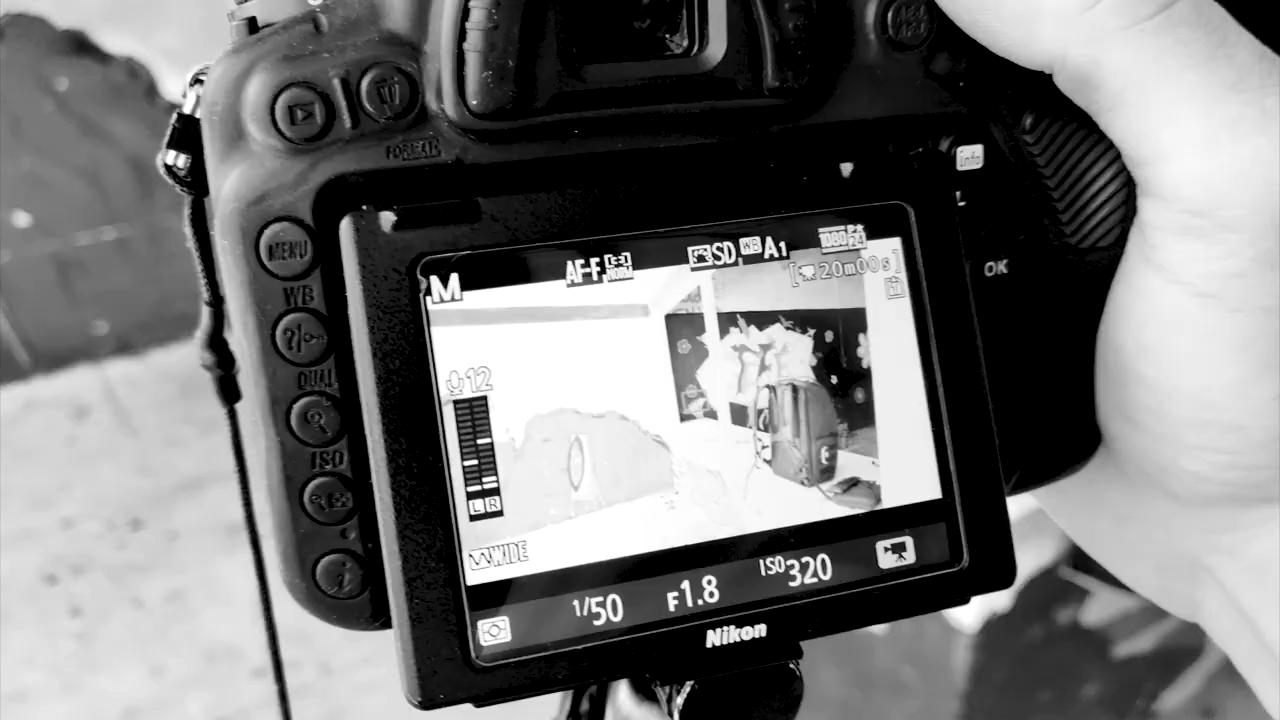 FORMAT
Info
MENU
WB
DUAL
ISO
OK
M
AF-F
NORM
SD
WB A1
1080 24
[20m00s]
12
L R
WIDE
1/50
F1.8
ISO 320
Nikon